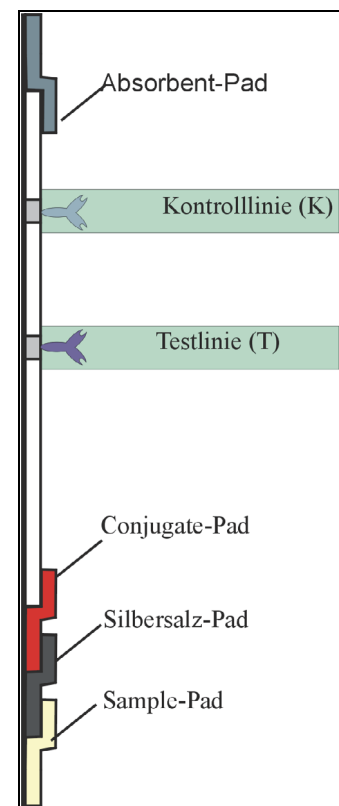 Absorbent-Pad
Kontrolllinie (K)
Testlinie (T)
Conjugate-Pad
Silbersalz-Pad
Sample-Pad